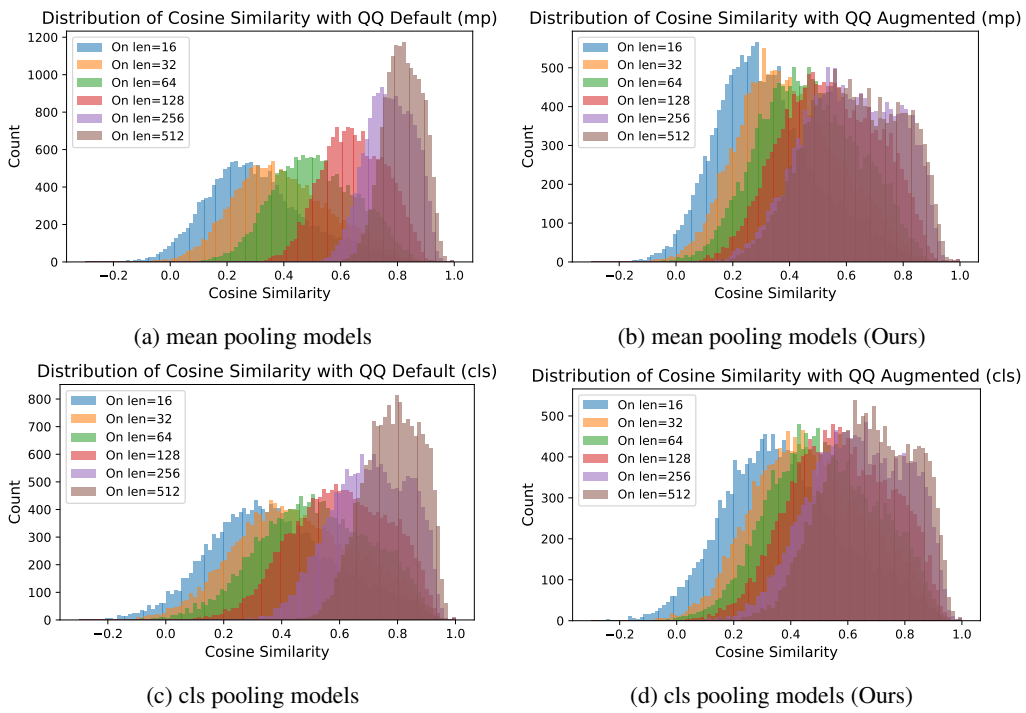 Distribution of Cosine Similarity with QQ Default (mp)
1200
1000
800
600
400
200
0
Count
On len=16
On len=32
On len=64
On len=128
On len=256
On len=512
−0.2 0.0 0.2 0.4 0.6 0.8 1.0
Cosine Similarity
(a) mean pooling models
Distribution of Cosine Similarity with QQ Augmented (mp)
500
400
300
200
100
0
Count
On len=16
On len=32
On len=64
On len=128
On len=256
On len=512
−0.2 0.0 0.2 0.4 0.6 0.8 1.0
Cosine Similarity
(b) mean pooling models (Ours)
Distribution of Cosine Similarity with QQ Default (cls)
800
700
600
500
400
300
200
100
0
Count
On len=16
On len=32
On len=64
On len=128
On len=256
On len=512
−0.2 0.0 0.2 0.4 0.6 0.8 1.0
Cosine Similarity
(c) cls pooling models
Distribution of Cosine Similarity with QQ Augmented (cls)
500
400
300
200
100
0
Count
On len=16
On len=32
On len=64
On len=128
On len=256
On len=512
−0.2 0.0 0.2 0.4 0.6 0.8 1.0
Cosine Similarity
(d) cls pooling models (Ours)